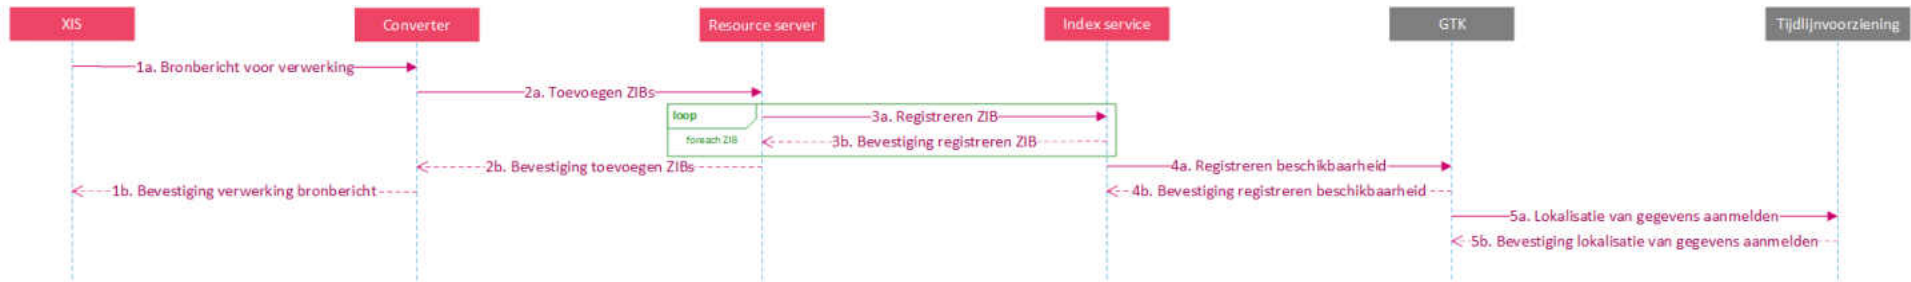 XIS
Converter
Resource server
Index service
GTK
Tijdlijnvoorziening
1a. Bronbericht voor verwerking
2a. Toevoegen ZIBs
loop
3a. Registreren ZIB
foreach ZIB
3b. Bevestiging registreren ZIB
2b. Bevestiging toevoegen ZIBs
4a. Registreren beschikbaarheid
1b. Bevestiging verwerking bronbericht
4b. Bevestiging registreren beschikbaarheid
5a. Lokalisatie van gegevens aanmelden
5b. Bevestiging lokalisatie van gegevens aanmelden